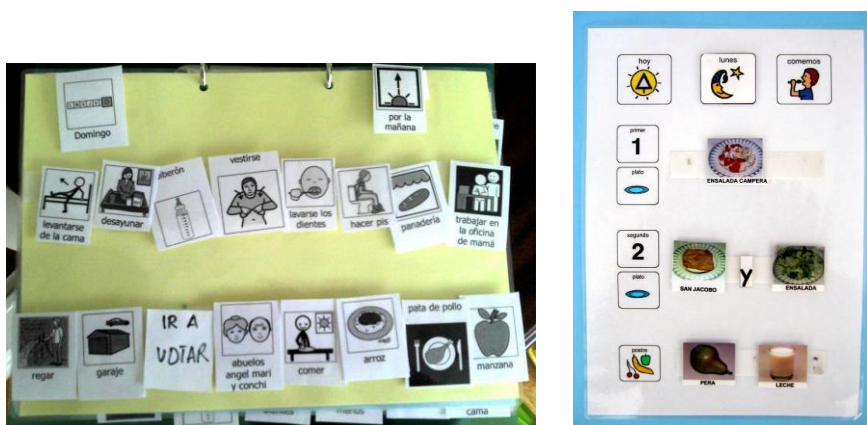 Domingo
por la
mañana
levantarse
de la cama
desayunar
biberón
vestirse
lavarse los
dientes
hacer pis
panadería
trabajar en
la oficina
de mamá
regar
garaje
IR A
VOTAR
abuelos
angel mari
y conchi
comer
arroz
pata de pollo
manzana
cama
hoy
lunes
comemos
primer
1
plato
ENSALADA CAMPERA
segundo
2
plato
SAN JACOBO
y
ENSALADA
postre
PERA
LECHE